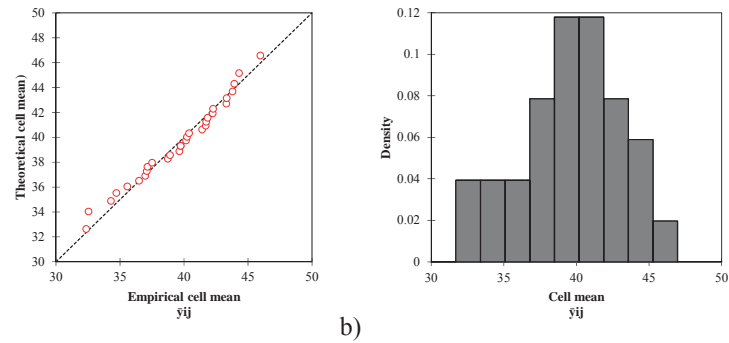 50
48
46
44
42
40
38
36
34
32
30
30 35 40 45 50
Theoretical cell mean)
Empirical cell mean
ȳij
b)
0.12
0.1
0.08
0.06
0.04
0.02
0
30 35 40 45 50
Density
Cell mean
ȳij